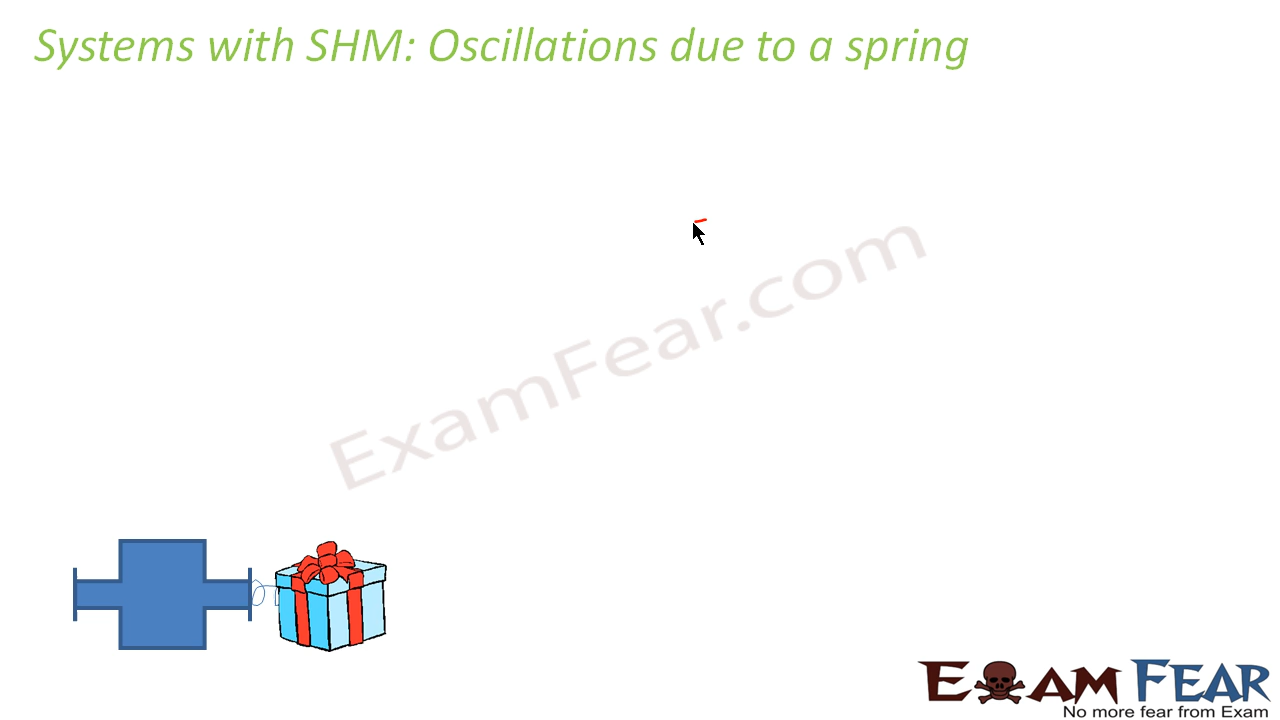 Systems with SHM: Oscillations due to a spring
ExamFear.com
EXAM FEAR
No more fear from Exam